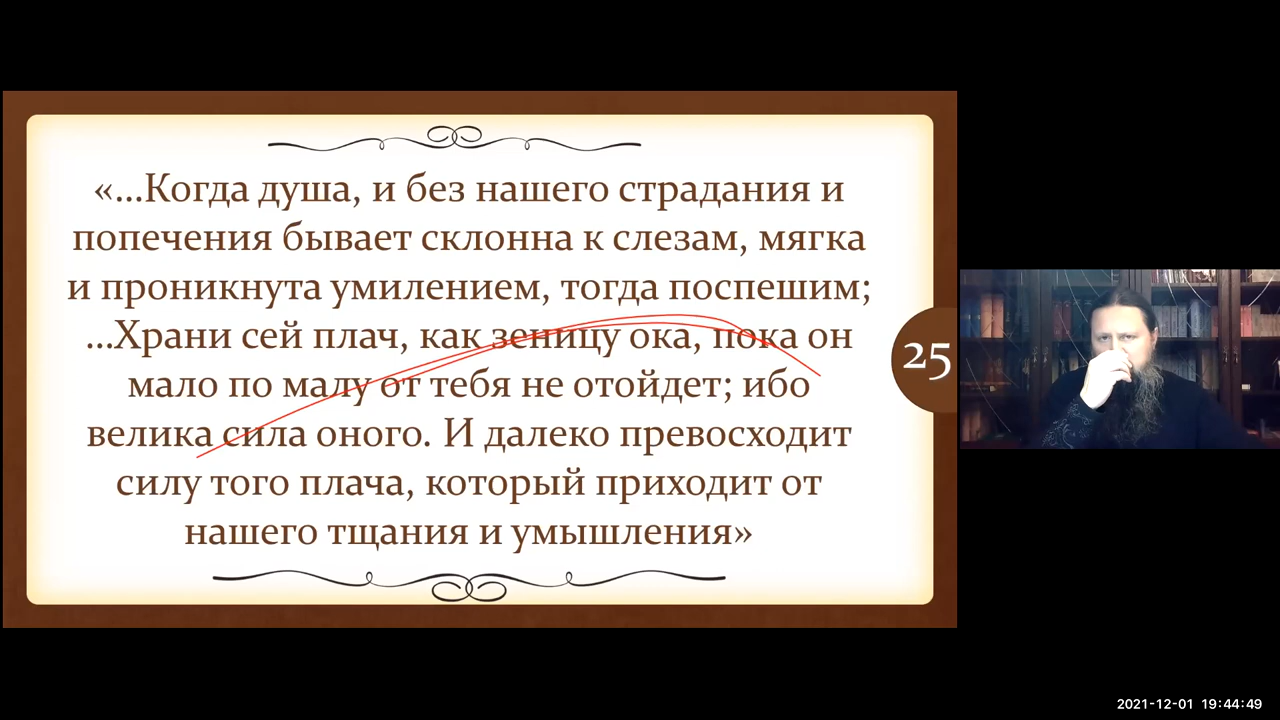 «...Когда душа, и без нашего страдания и
попечения бывает склонна к слезам, мягка
и проникнута умилением, тогда поспешим;
...Храни сей плач, как зеницу ока, пока он
мало по малу от тебя не отойдет; ибо
велика сила оного. И далеко превосходит
силу того плача, который приходит от
нашего тщания и умышления»
25
2021-12-01 19:44:49